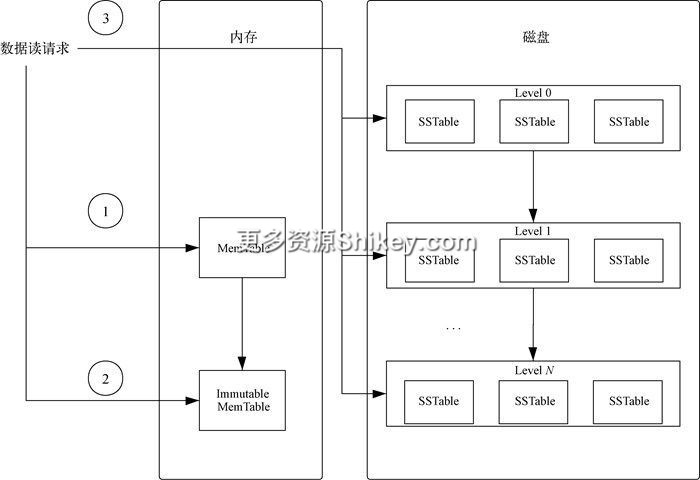 3
数据读请求
内存
磁盘
Level 0
SSTable
SSTable
SSTable
1
MemTable
更多资源Shikey.com
Level 1
SSTable
SSTable
SSTable
...
2
Immutable
MemTable
Level N
SSTable
SSTable
SSTable